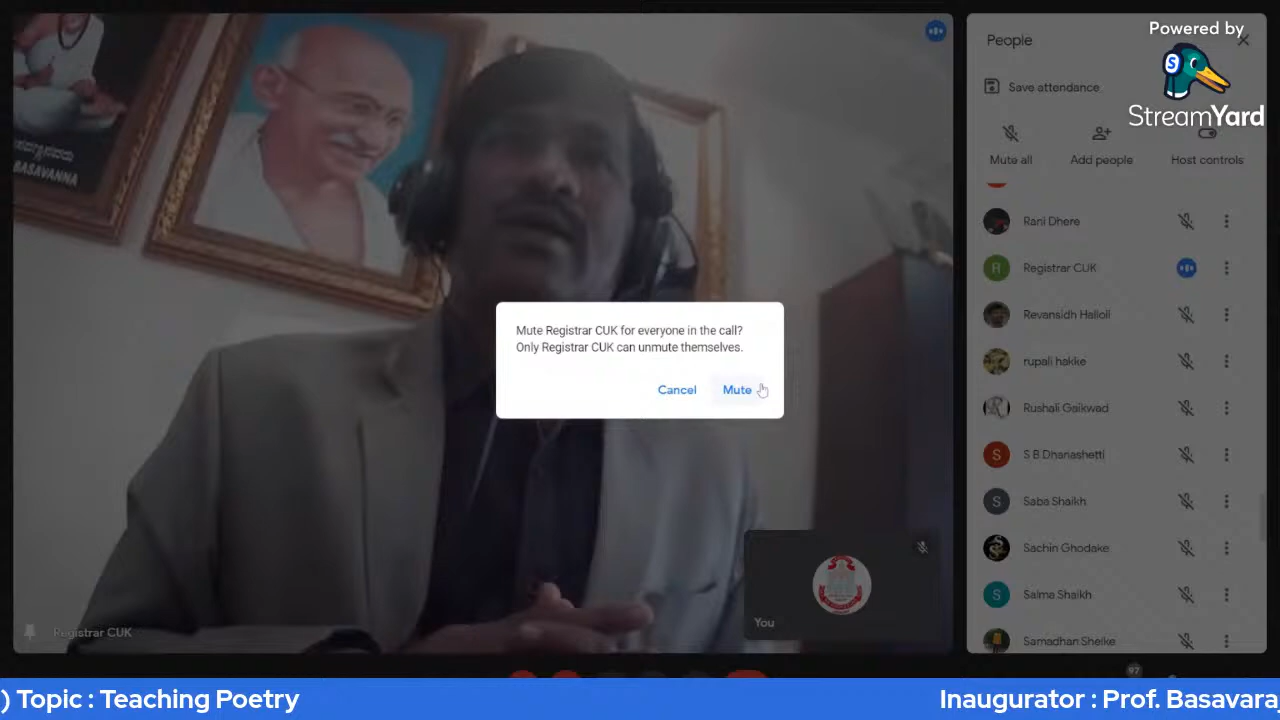 Powered by
StreamYard
People
Save attendance
Mute all
Add people
Host controls
Rani Dhere
Registrar CUK
Revansidh Halloli
rupali hakke
Rushali Gaikwad
S B Dhanashetti
Saba Shaikh
Sachin Ghodake
Salma Shaikh
Samadhan Shelke
BASAVANNA
Mute Registrar CUK for everyone in the call?
Only Registrar CUK can unmute themselves.
Cancel
Mute
You
Registrar CUK
97
) Topic : Teaching Poetry
Inaugurator : Prof. Basavaraj